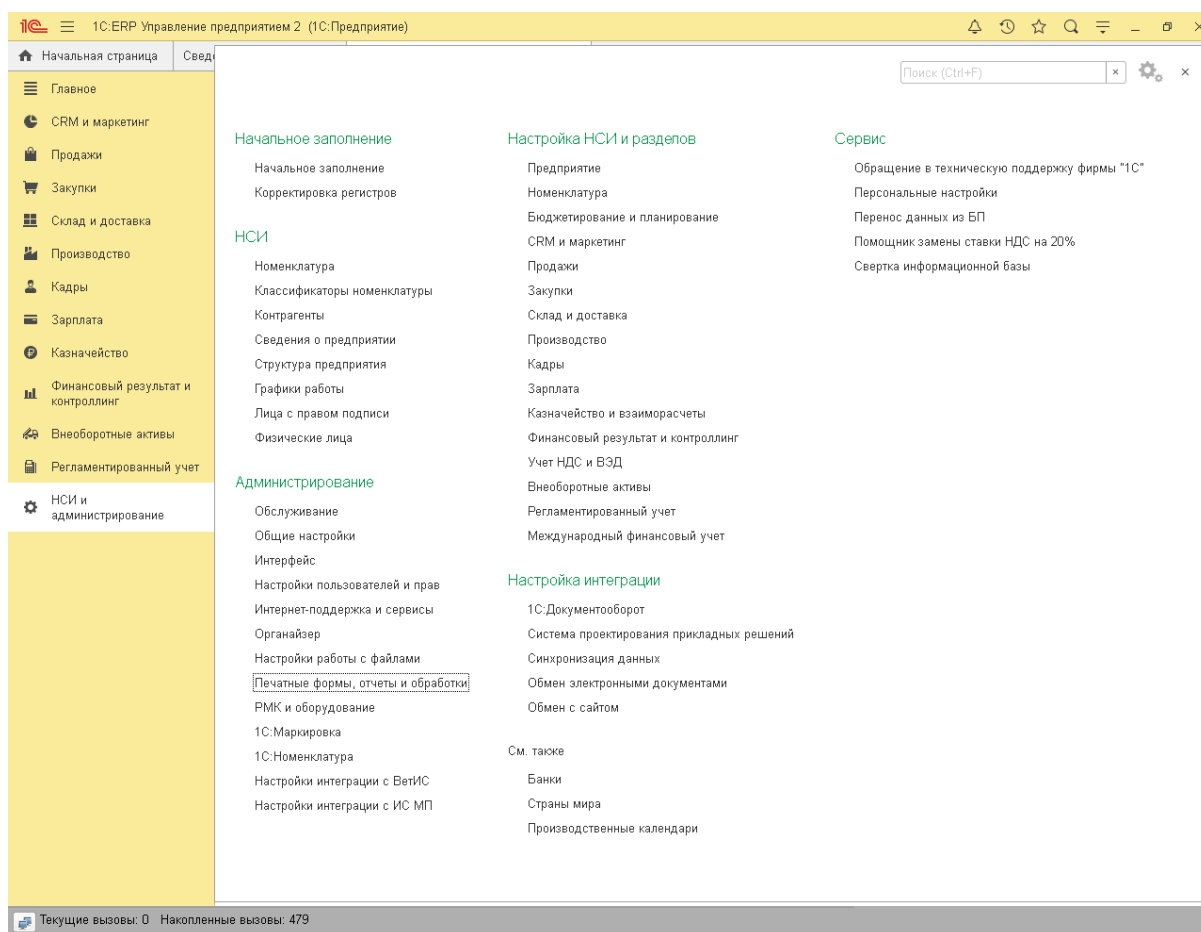 1С:ERP Управление предприятием 2 (1С:Предприятие)
Начальная страница
Свед
Поиск (Ctrl+F)
Главное
CRM и маркетинг
Продажи
Закупки
Склад и доставка
Производство
Кадры
Зарплата
Казначейство
Финансовый результат и
контроллинг
Внеоборотные активы
Регламентированный учет
НСИ и
администрирование
Начальное заполнение
Начальное заполнение
Корректировка регистров
НСИ
Номенклатура
Классификаторы номенклатуры
Контрагенты
Сведения о предприятии
Структура предприятия
Графики работы
Лица с правом подписи
Физические лица
Администрирование
Обслуживание
Общие настройки
Интерфейс
Настройки пользователей и прав
Интернет-поддержка и сервисы
Органайзер
Настройки работы с файлами
Печатные формы, отчеты и обработки
РМК и оборудование
1С:Маркировка
1С:Номенклатура
Настройки интеграции с ВетИС
Настройки интеграции с ИС МП
Настройка НСИ и разделов
Предприятие
Номенклатура
Бюджетирование и планирование
CRM и маркетинг
Продажи
Закупки
Склад и доставка
Производство
Кадры
Зарплата
Казначейство и взаиморасчеты
Финансовый результат и контроллинг
Учет НДС и ВЭД
Внеоборотные активы
Регламентированный учет
Международный финансовый учет
Настройка интеграции
1С:Документооборот
Система проектирования прикладных решений
Синхронизация данных
Обмен электронными документами
Обмен с сайтом
См. также
Банки
Страны мира
Производственные календари
Сервис
Обращение в техническую поддержку фирмы "1С"
Персональные настройки
Перенос данных из БП
Помощник замены ставки НДС на 20%
Свертка информационной базы
Текущие вызовы: 0 Накопленные вызовы: 479